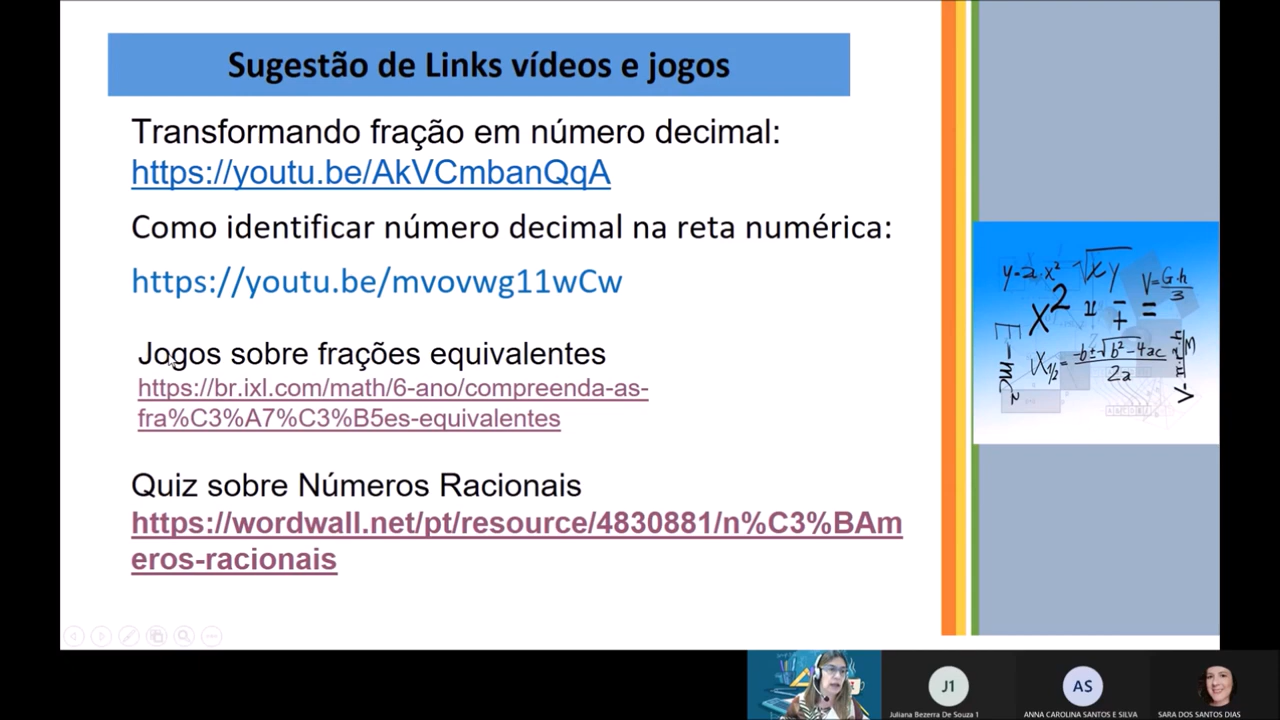 Sugestão de Links vídeos e jogos
Transformando fração em número decimal:
https://youtu.be/AkVCmbanQqA
Como identificar número decimal na reta numérica:
https://youtu.be/mvovwg11wCw
Jogos sobre frações equivalentes
https://br.ixl.com/math/6-ano/compreenda-as-
fra%C3%A7%C3%B5es-equivalentes
Quiz sobre Números Racionais
https://wordwall.net/pt/resource/4830881/n%C3%BAm
eros-racionais
J1
Juliana Bezerra De Souza 1
AS
ANNA CAROLINA SANTOS E SILVA
SARA DOS SANTOS DIAS